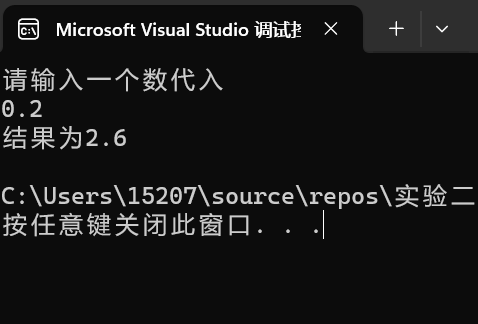 Microsoft Visual Studio 调试
请输入一个数代入
0.2
结果为2.6
C:\Users\15207\source\repos\实验二
按任意键关闭此窗口. . .